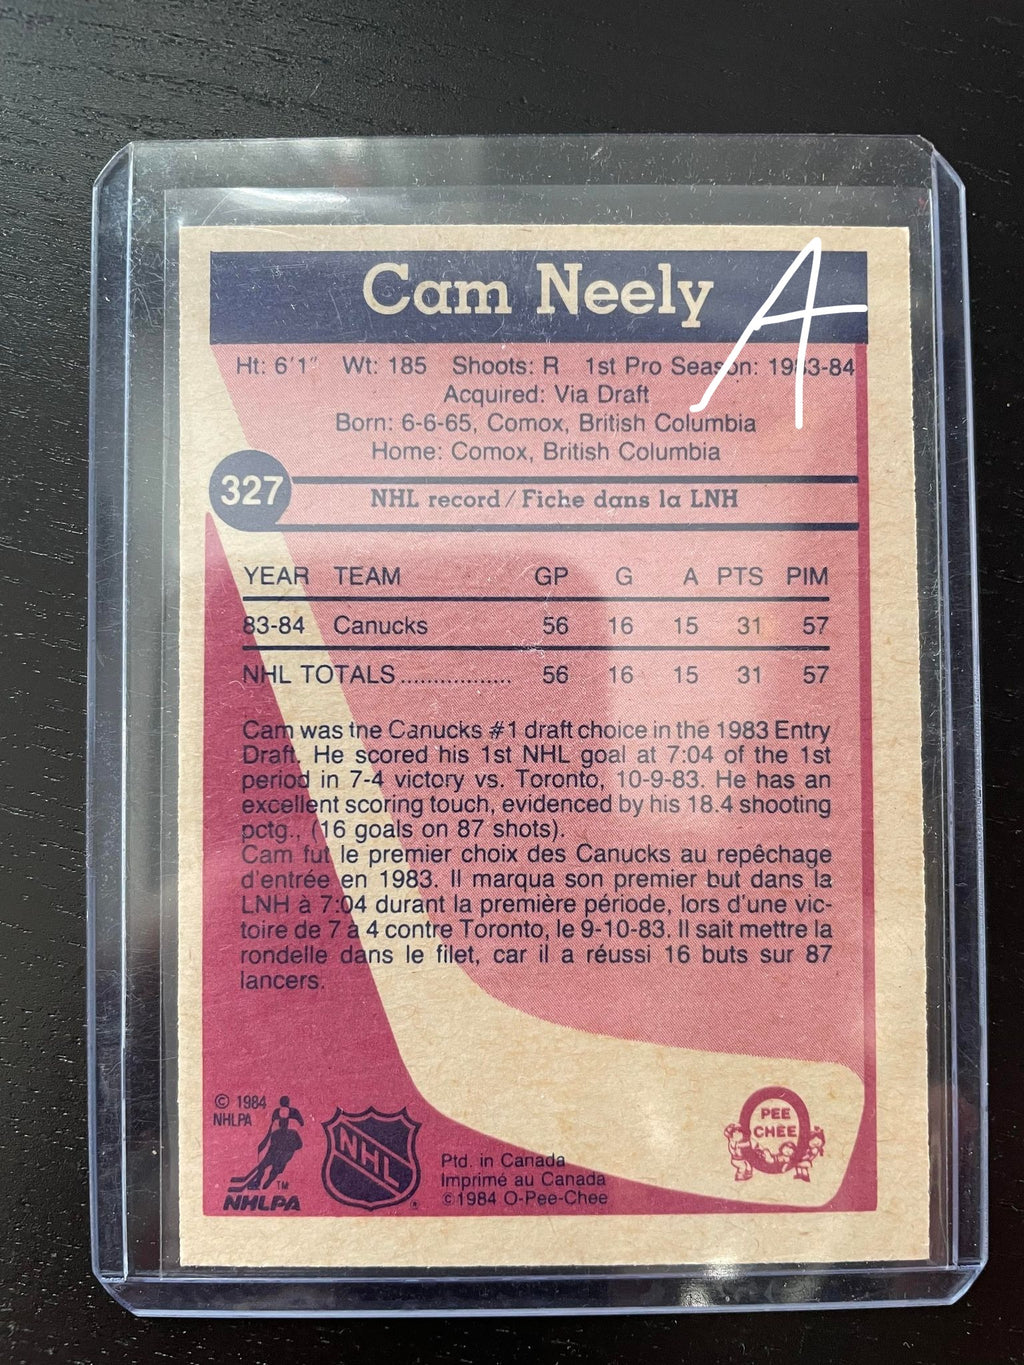 Cam Neely
A
Ht: 6'1" Wt: 185 Shoots: R 1st Pro Season: 1983-84
Acquired: Via Draft
Born: 6-6-65, Comox, British Columbia
Home: Comox, British Columbia
327
NHL record / Fiche dans la LNH
YEAR TEAM GP G A PTS PIM
83-84 Canucks 56 16 15 31 57
NHL TOTALS................. 56 16 15 31 57
Cam was the Canucks #1 draft choice in the 1983 Entry
Draft. He scored his 1st NHL goal at 7:04 of the 1st
period in 7-4 victory vs. Toronto, 10-9-83. He has an
excellent scoring touch, evidenced by his 18.4 shooting
pctg., (16 goals on 87 shots).
Cam fut le premier choix des Canucks au repêchage
d'entrée en 1983. Il marqua son premier but dans la
LNH à 7:04 durant la première période, lors d'une vic-
toire de 7 à 4 contre Toronto, le 9-10-83. Il sait mettre la
rondelle dans le filet, car il a réussi 16 buts sur 87
lancers.
© 1984
NHLPA
TM
NHLPA
NHL
Ptd. in Canada
Imprimé au Canada
©1984 O-Pee-Chee
PEE
CHEE